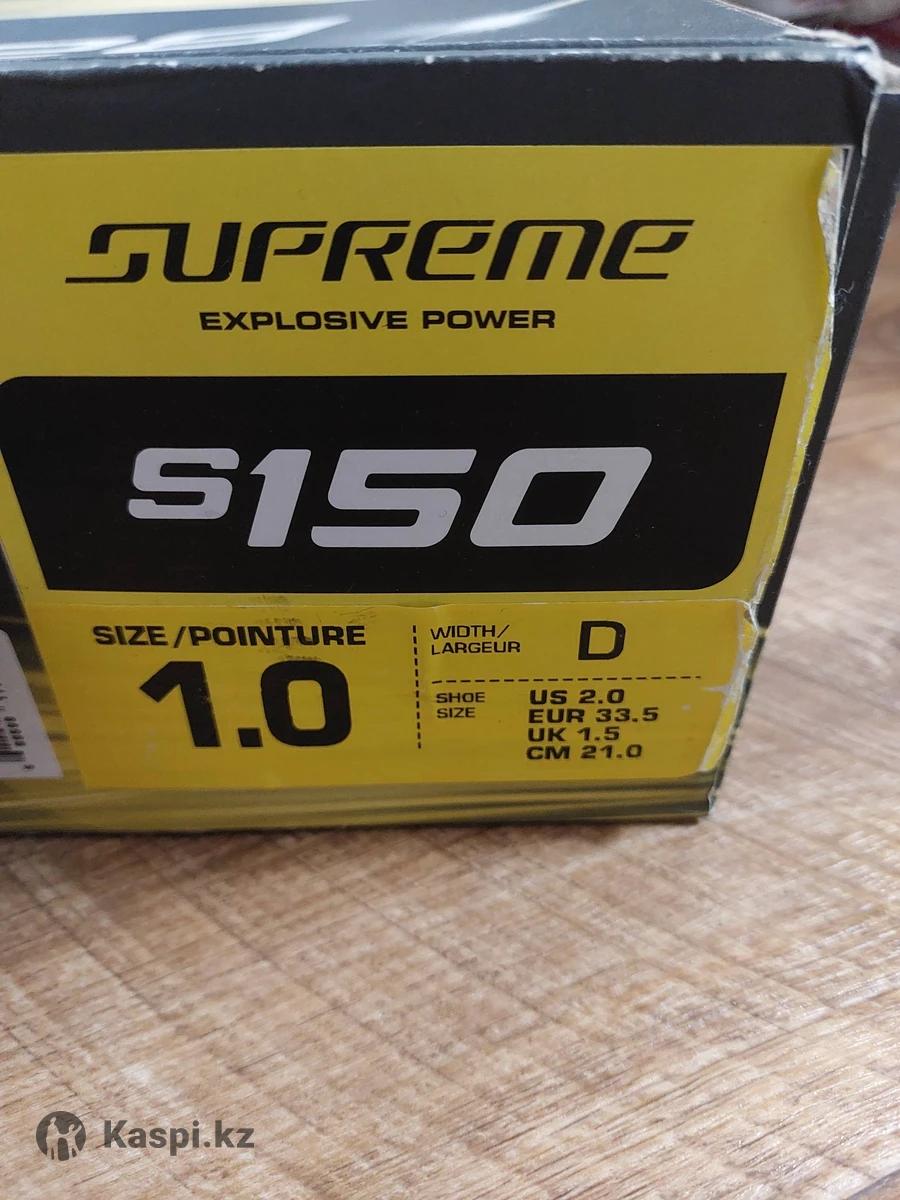 SUPREME
EXPLOSIVE POWER
S150
SIZE/POINTURE
1.0
WIDTH/
LARGEUR
D
SHOE
SIZE
US 2.0
EUR 33.5
UK 1.5
CM 21.0
Kaspi.kz